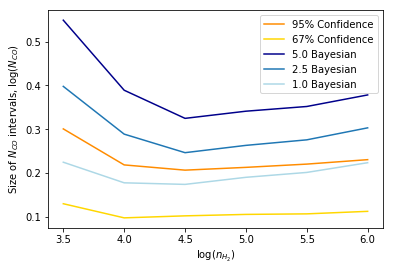 95% Confidence
67% Confidence
5.0 Bayesian
2.5 Bayesian
1.0 Bayesian
Size of N_CO intervals, log(N_CO)
0.5
0.4
0.3
0.2
0.1
3.5 4.0 4.5 5.0 5.5 6.0
log(n_H₂)